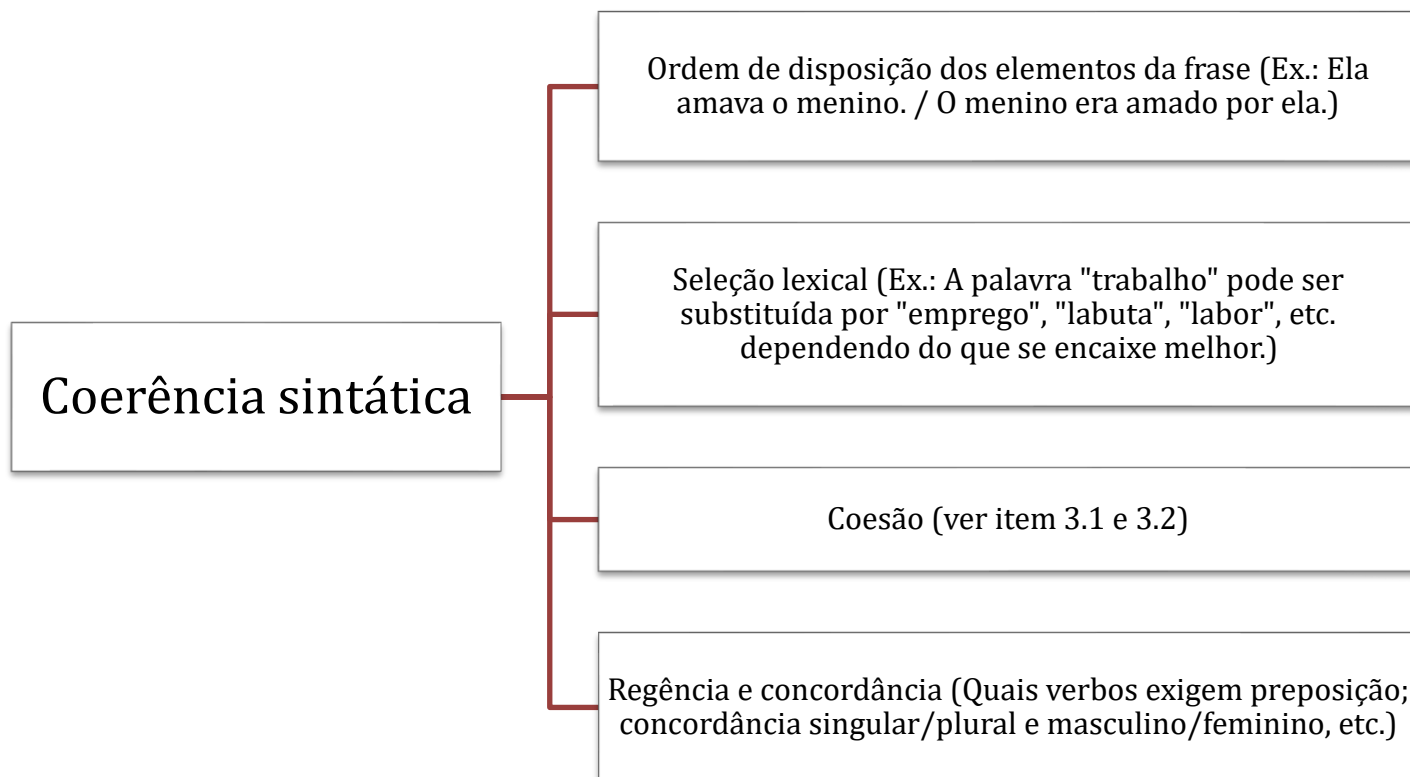 Coerência sintática
Ordem de disposição dos elementos da frase (Ex.: Ela
amava o menino. / O menino era amado por ela.)
Seleção lexical (Ex.: A palavra "trabalho" pode ser
substituída por "emprego", "labuta", "labor", etc.
dependendo do que se encaixe melhor.)
Coesão (ver item 3.1 e 3.2)
Regência e concordância (Quais verbos exigem preposição;
concordância singular/plural e masculino/feminino, etc.)